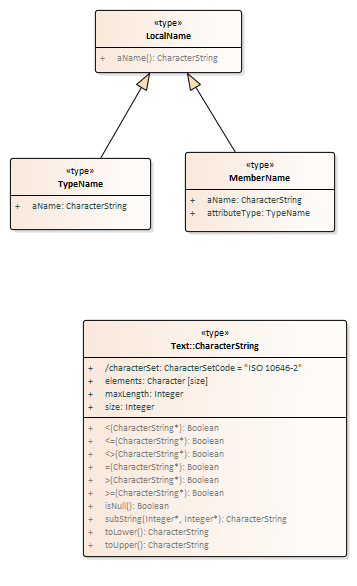 «type»
LocalName
+ aName(): CharacterString
«type»
TypeName
+ aName: CharacterString
«type»
MemberName
+ aName: CharacterString
+ attributeType: TypeName
«type»
Text::CharacterString
+ /characterSet: CharacterSetCode = "ISO 10646-2"
+ elements: Character [size]
+ maxLength: Integer
+ size: Integer
+ <(CharacterString*): Boolean
+ <=(CharacterString*): Boolean
+ <>(CharacterString*): Boolean
+ =(CharacterString*): Boolean
+ >(CharacterString*): Boolean
+ >=(CharacterString*): Boolean
+ isNull(): Boolean
+ subString(Integer*, Integer*): CharacterString
+ toLower(): CharacterString
+ toUpper(): CharacterString